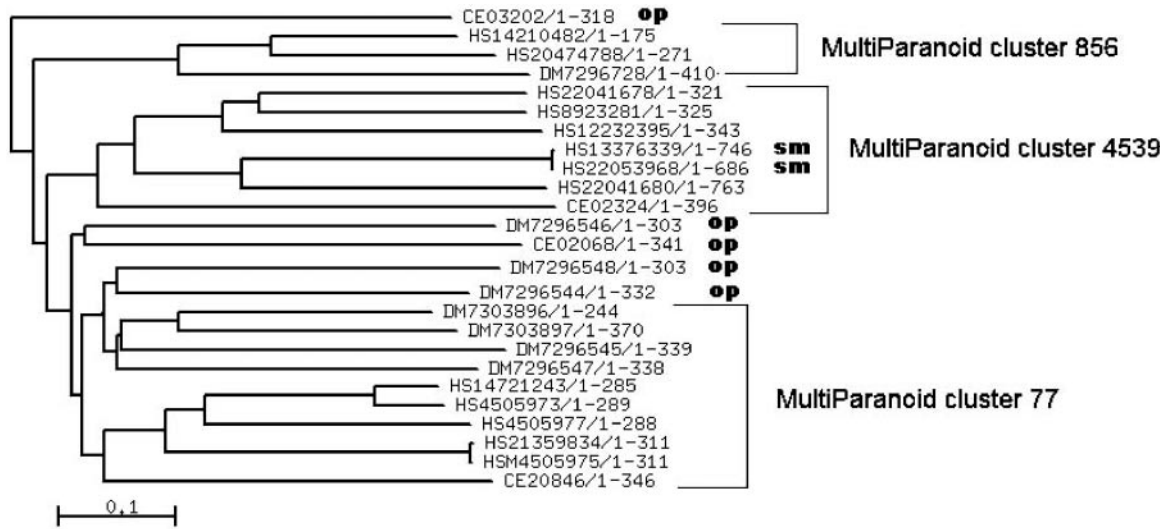 CE03202/1-318 op
HS14210482/1-175
HS20474788/1-271
DM7296728/1-410
MultiParanoid cluster 856
HS22041678/1-321
HS8923281/1-325
HS12232395/1-343
HS13376339/1-746 sm
MultiParanoid cluster 4539
HS22053968/1-686 sm
HS22041680/1-763
CE02324/1-396
DM7296546/1-303 op
CE02068/1-341 op
DM7296548/1-303 op
DM7296544/1-332 op
DM7303896/1-244
DM7303897/1-370
DM7296545/1-339
DM7296547/1-338
HS14721243/1-285
MultiParanoid cluster 77
HS4505973/1-289
HS4505977/1-288
HS21359834/1-311
HSM4505975/1-311
CE20846/1-346
0.1